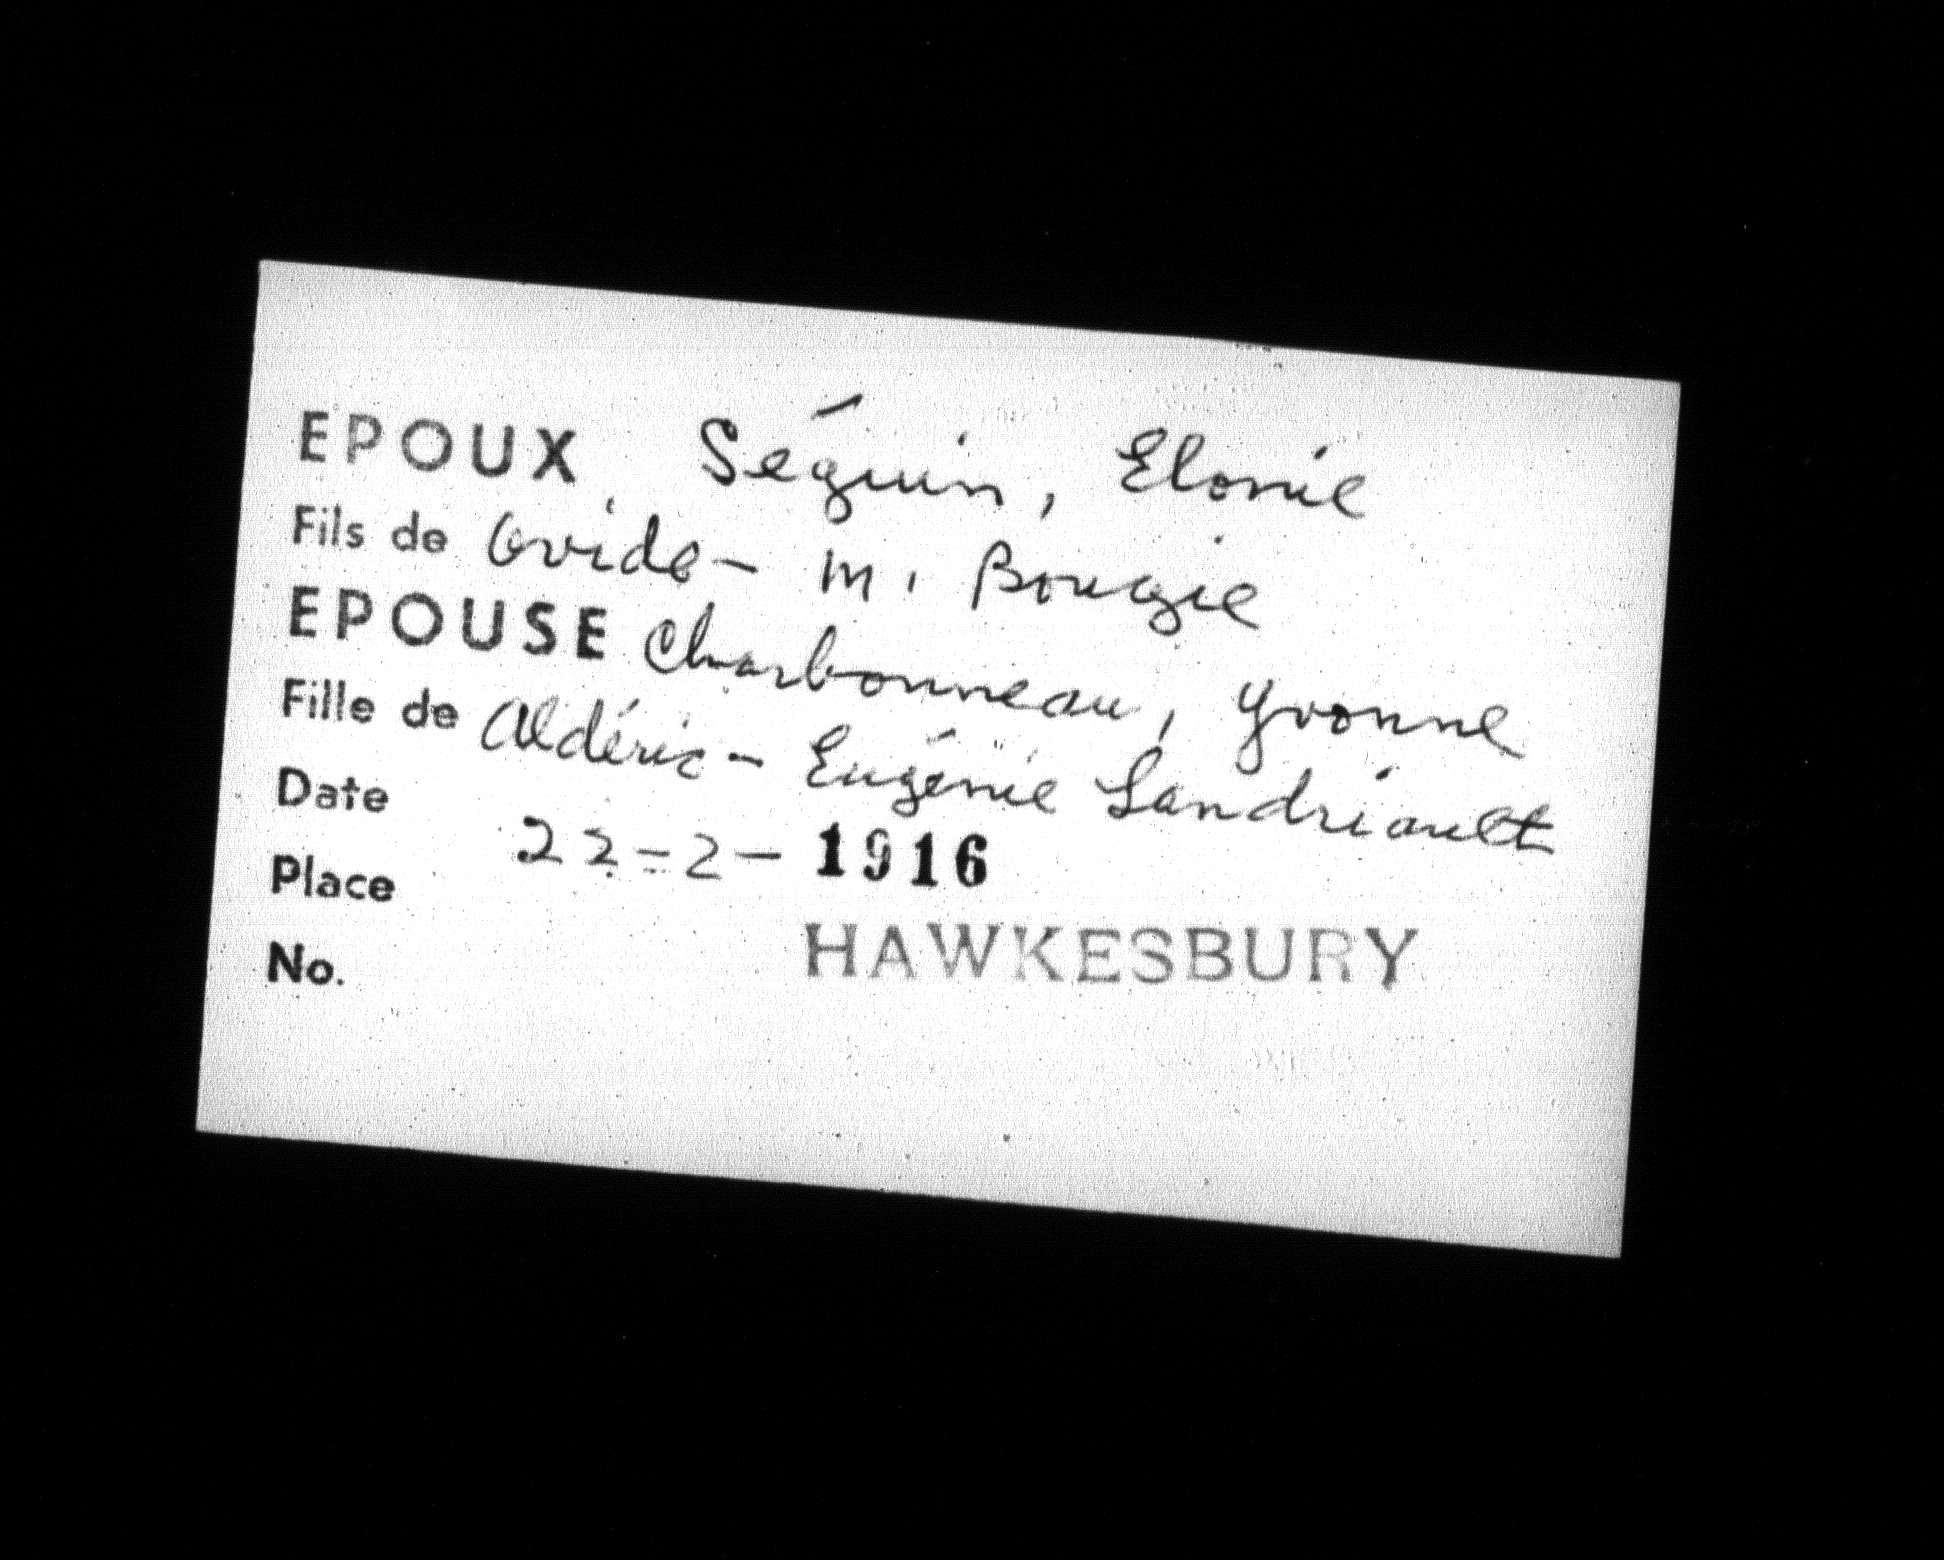 EPOUX Séguin, Elonie
Fils de Ovide - M. Bougie
EPOUSE Charbonneau, Yvonne
Fille de Aldéric - Eugénie Landriault
Date 22-2-1916
Place HAWKESBURY
No.